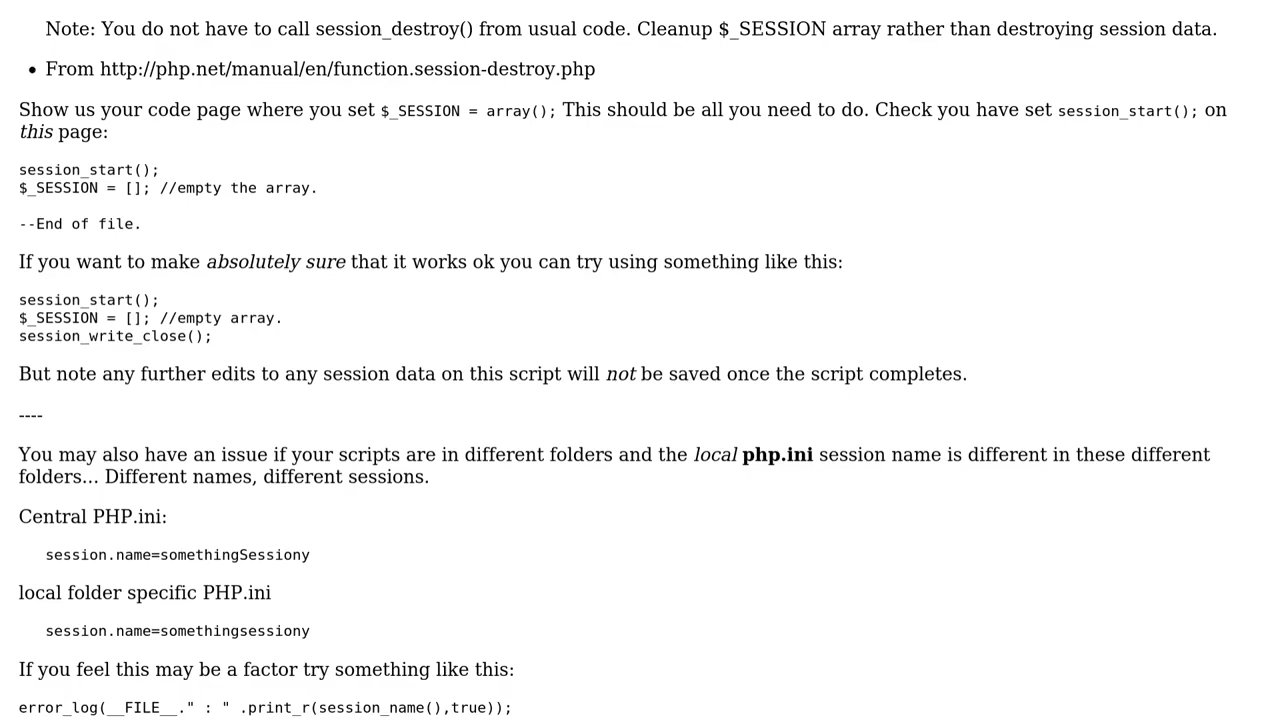 Note: You do not have to call session_destroy() from usual code. Cleanup $_SESSION array rather than destroying session data.
• From http://php.net/manual/en/function.session-destroy.php
Show us your code page where you set $_SESSION = array(); This should be all you need to do. Check you have set session_start(); on
this page:
session_start();
$_SESSION = []; //empty the array.
--End of file.
If you want to make absolutely sure that it works ok you can try using something like this:
session_start();
$_SESSION = []; //empty array.
session_write_close();
But note any further edits to any session data on this script will not be saved once the script completes.
----
You may also have an issue if your scripts are in different folders and the local php.ini session name is different in these different
folders... Different names, different sessions.
Central PHP.ini:
session.name=somethingSessiony
local folder specific PHP.ini
session.name=somethingsessiony
If you feel this may be a factor try something like this:
error_log(__FILE__." : " .print_r(session_name(),true));